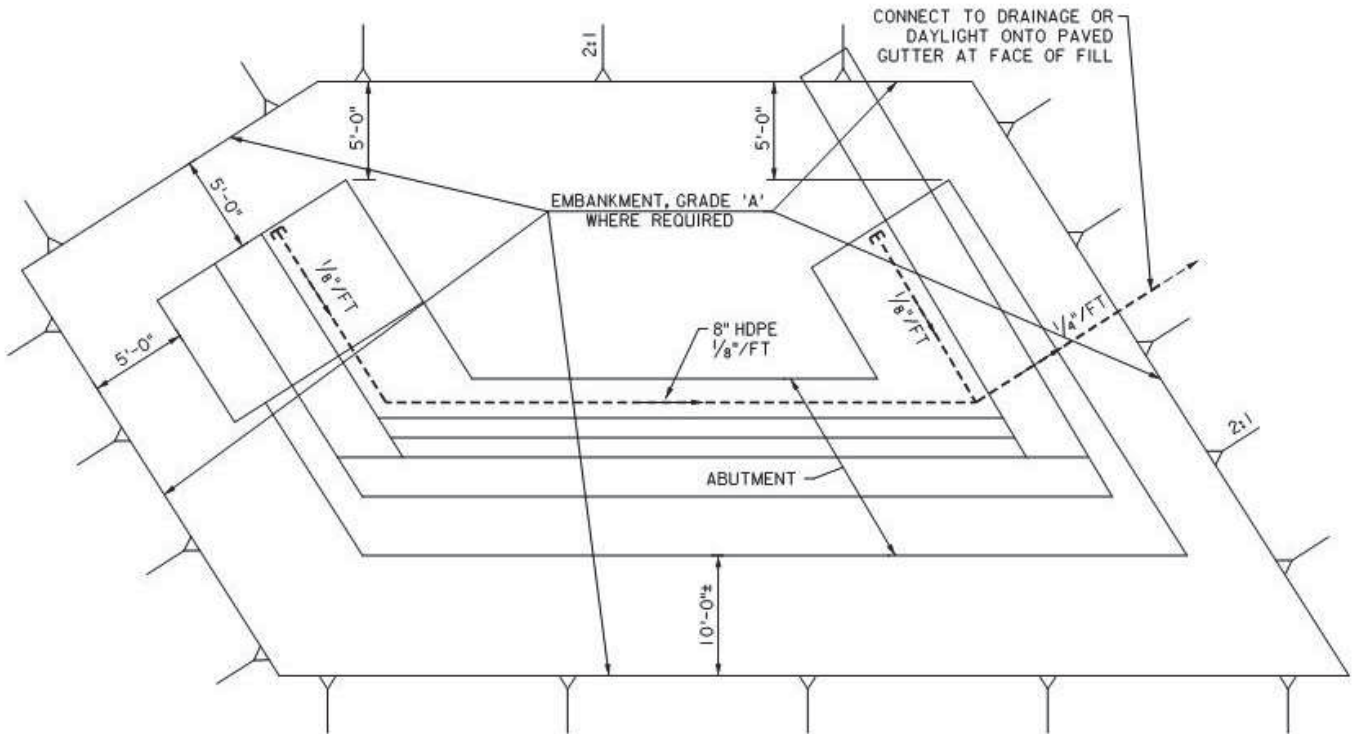 CONNECT TO DRAINAGE OR
DAYLIGHT ONTO PAVED
GUTTER AT FACE OF FILL
2:1
5'-0"
5'-0"
5'-0"
EMBANKMENT, GRADE 'A'
WHERE REQUIRED
1/8"/FT
1/8"/FT
1/4"/FT
8" HDPE
1/8"/FT
5'-0"
2:1
ABUTMENT
10'-0"±